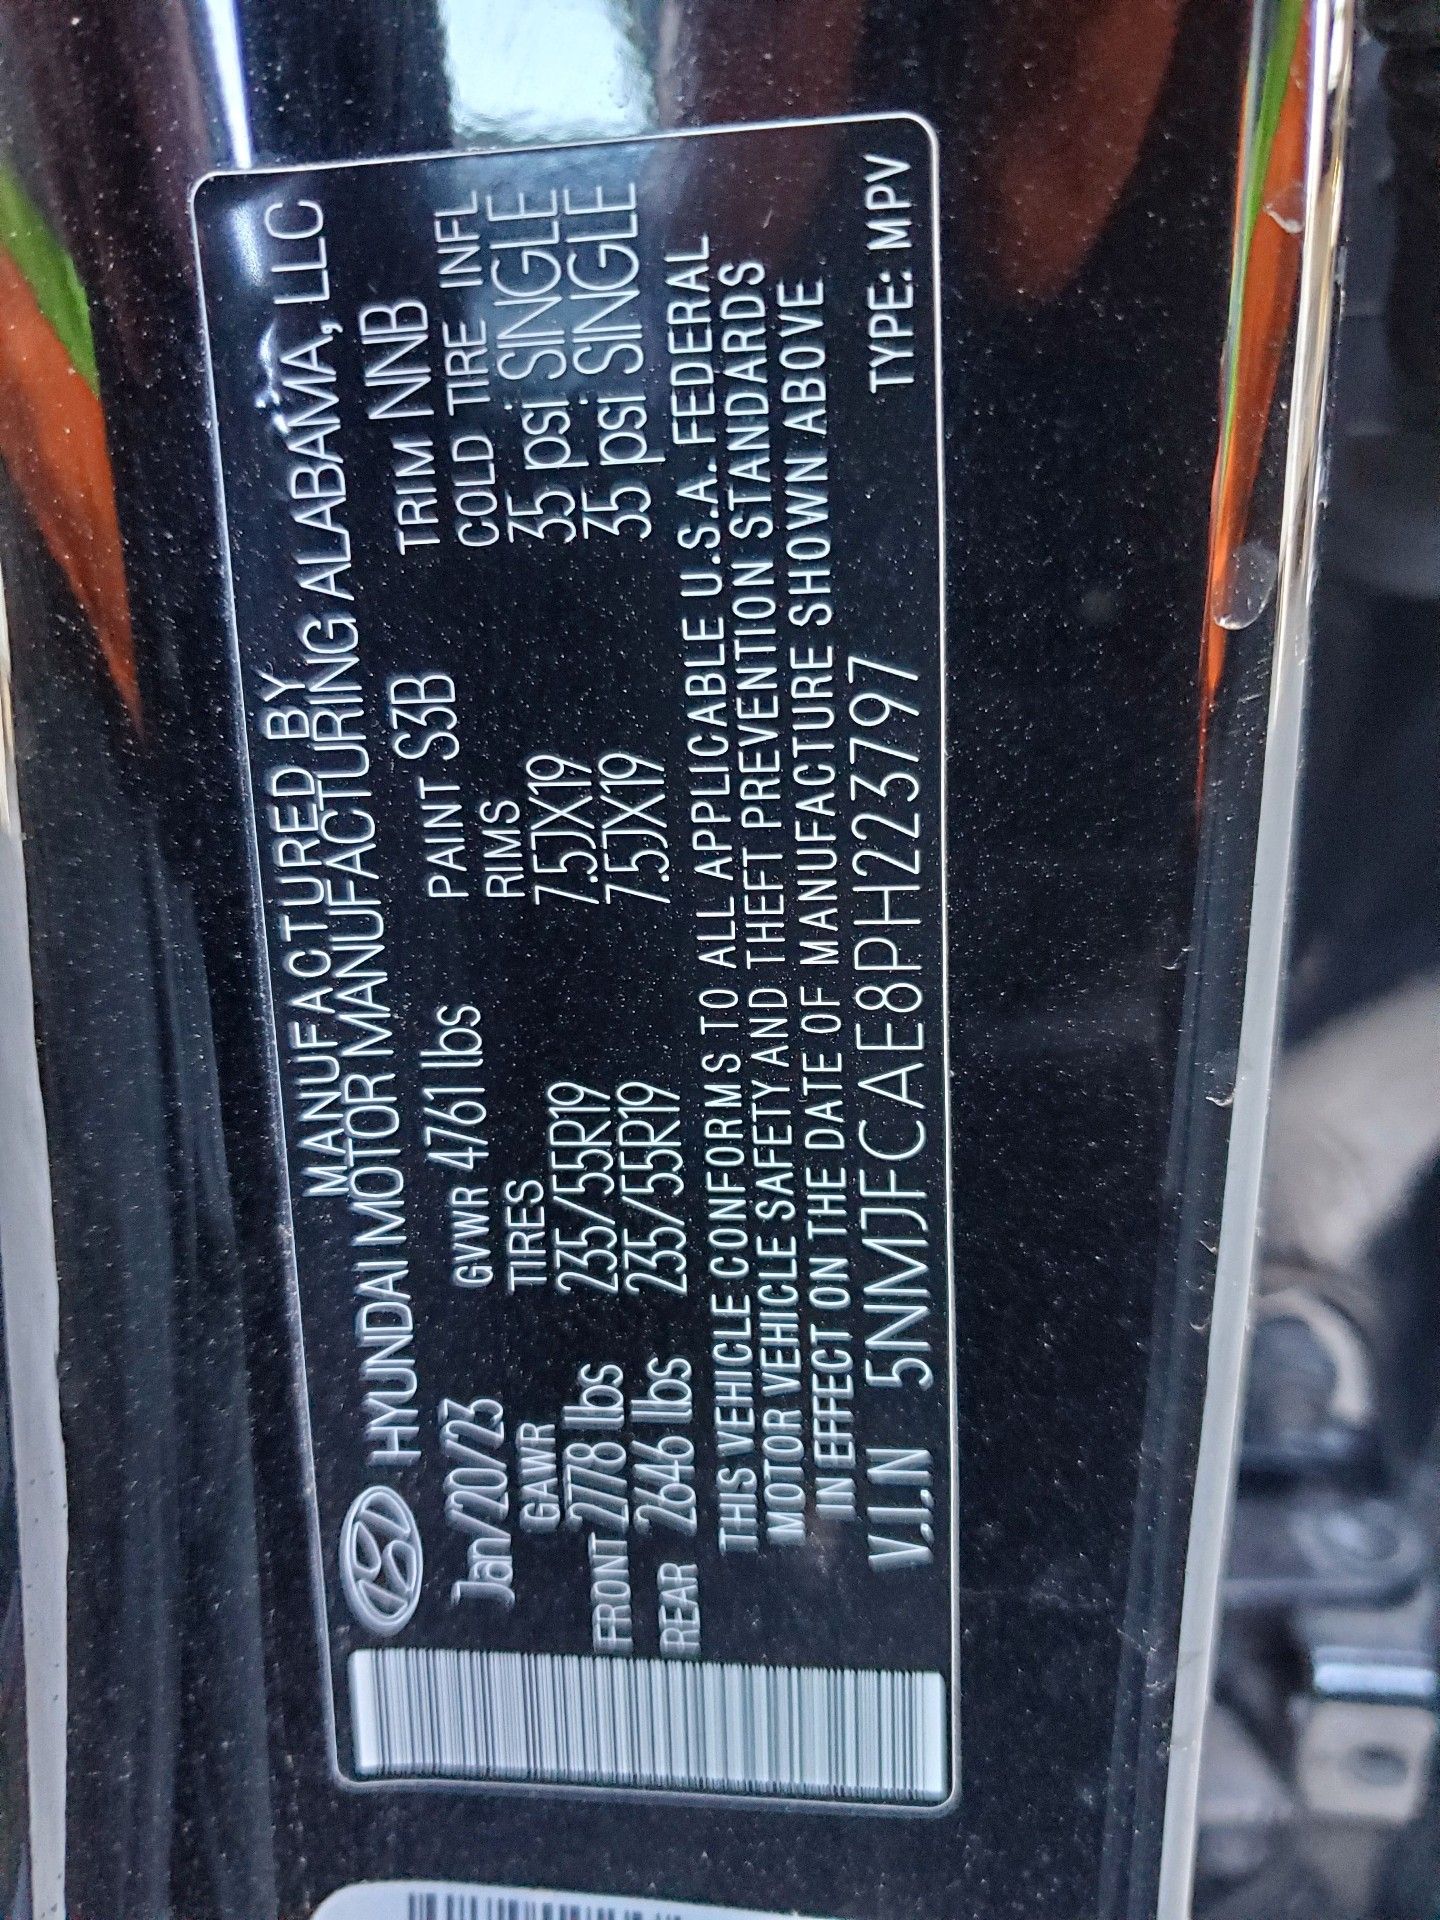 MANUFACTURED BY
HYUNDAI MOTOR MANUFACTURING ALABAMA, LLC
Jan/20/23 GVWR 4761 lbs PAINT S3B TRIM NNB
GAWR TIRES RIMS COLD TIRE INFL
FRONT 2778 lbs 235/55R19 7.5JX19 35 psi SINGLE
REAR 2646 lbs 235/55R19 7.5JX19 35 psi SINGLE
THIS VEHICLE CONFORMS TO ALL APPLICABLE U.S.A. FEDERAL
MOTOR VEHICLE SAFETY AND THEFT PREVENTION STANDARDS
IN EFFECT ON THE DATE OF MANUFACTURE SHOWN ABOVE
V.I.N 5NMJFCAE8PH223797 TYPE: MPV